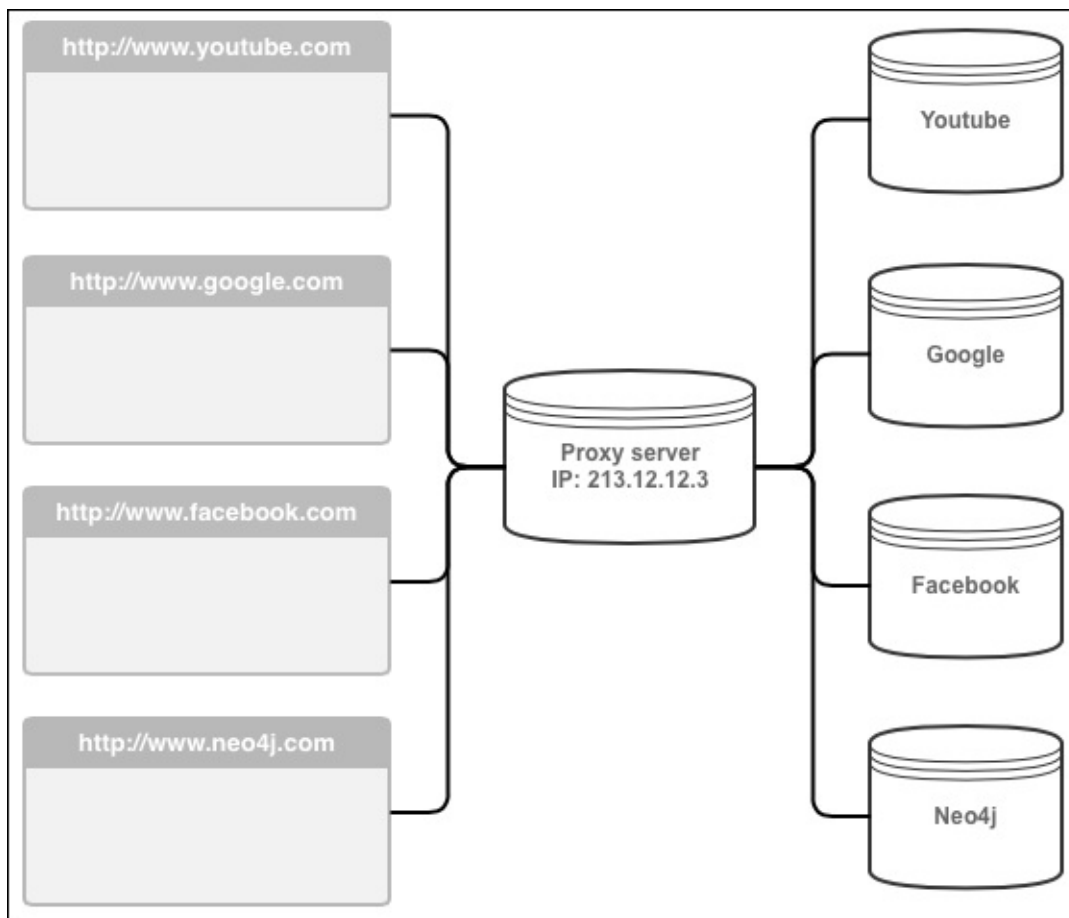 http://www.youtube.com
http://www.google.com
http://www.facebook.com
http://www.neo4j.com
Proxy server
IP: 213.12.12.3
Youtube
Google
Facebook
Neo4j